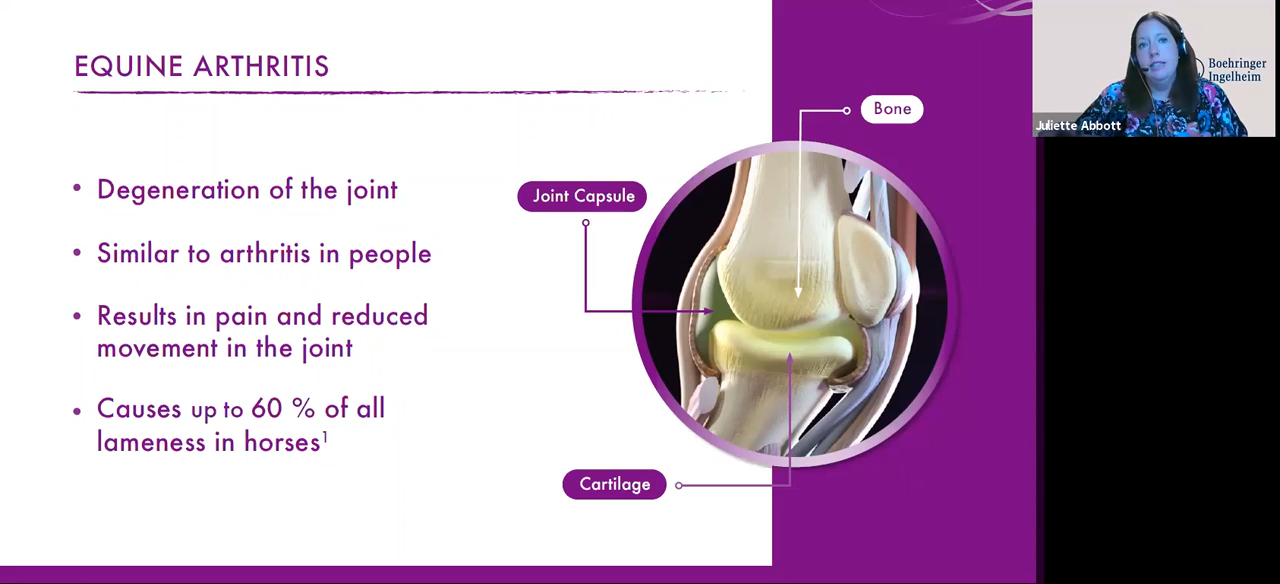 EQUINE ARTHRITIS
• Degeneration of the joint
• Similar to arthritis in people
• Results in pain and reduced
movement in the joint
• Causes up to 60 % of all
lameness in horses¹
Bone
Joint Capsule
Cartilage
Boehringer
Ingelheim
Juliette Abbott